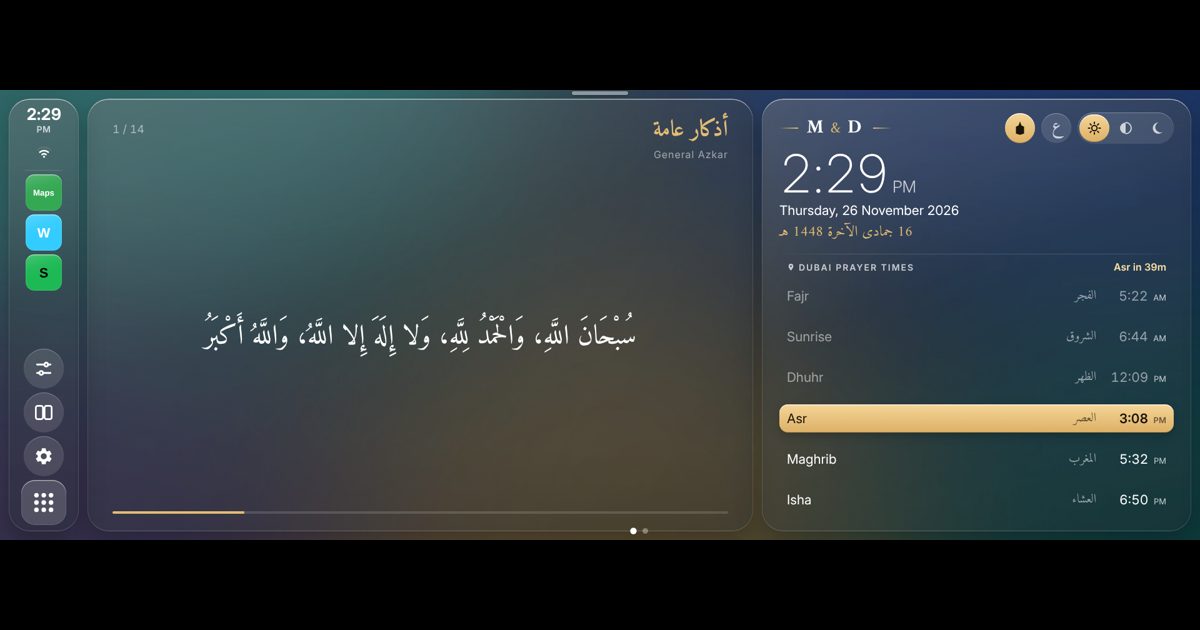 2:29
PM
Maps
W
S
1 / 14
أذكار عامة
General Azkar
سُبْحَانَ اللَّهِ، وَالْحَمْدُ لِلَّهِ، وَلا إِلَهَ إِلا اللَّهُ، وَاللَّهُ أَكْبَرُ
M & D
ع
2:29 PM
Thursday, 26 November 2026
16 جمادى الآخرة 1448 هـ
DUBAI PRAYER TIMES Asr in 39m
Fajr الفجر 5:22 AM
Sunrise الشروق 6:44 AM
Dhuhr الظهر 12:09 PM
Asr العصر 3:08 PM
Maghrib المغرب 5:32 PM
Isha العشاء 6:50 PM